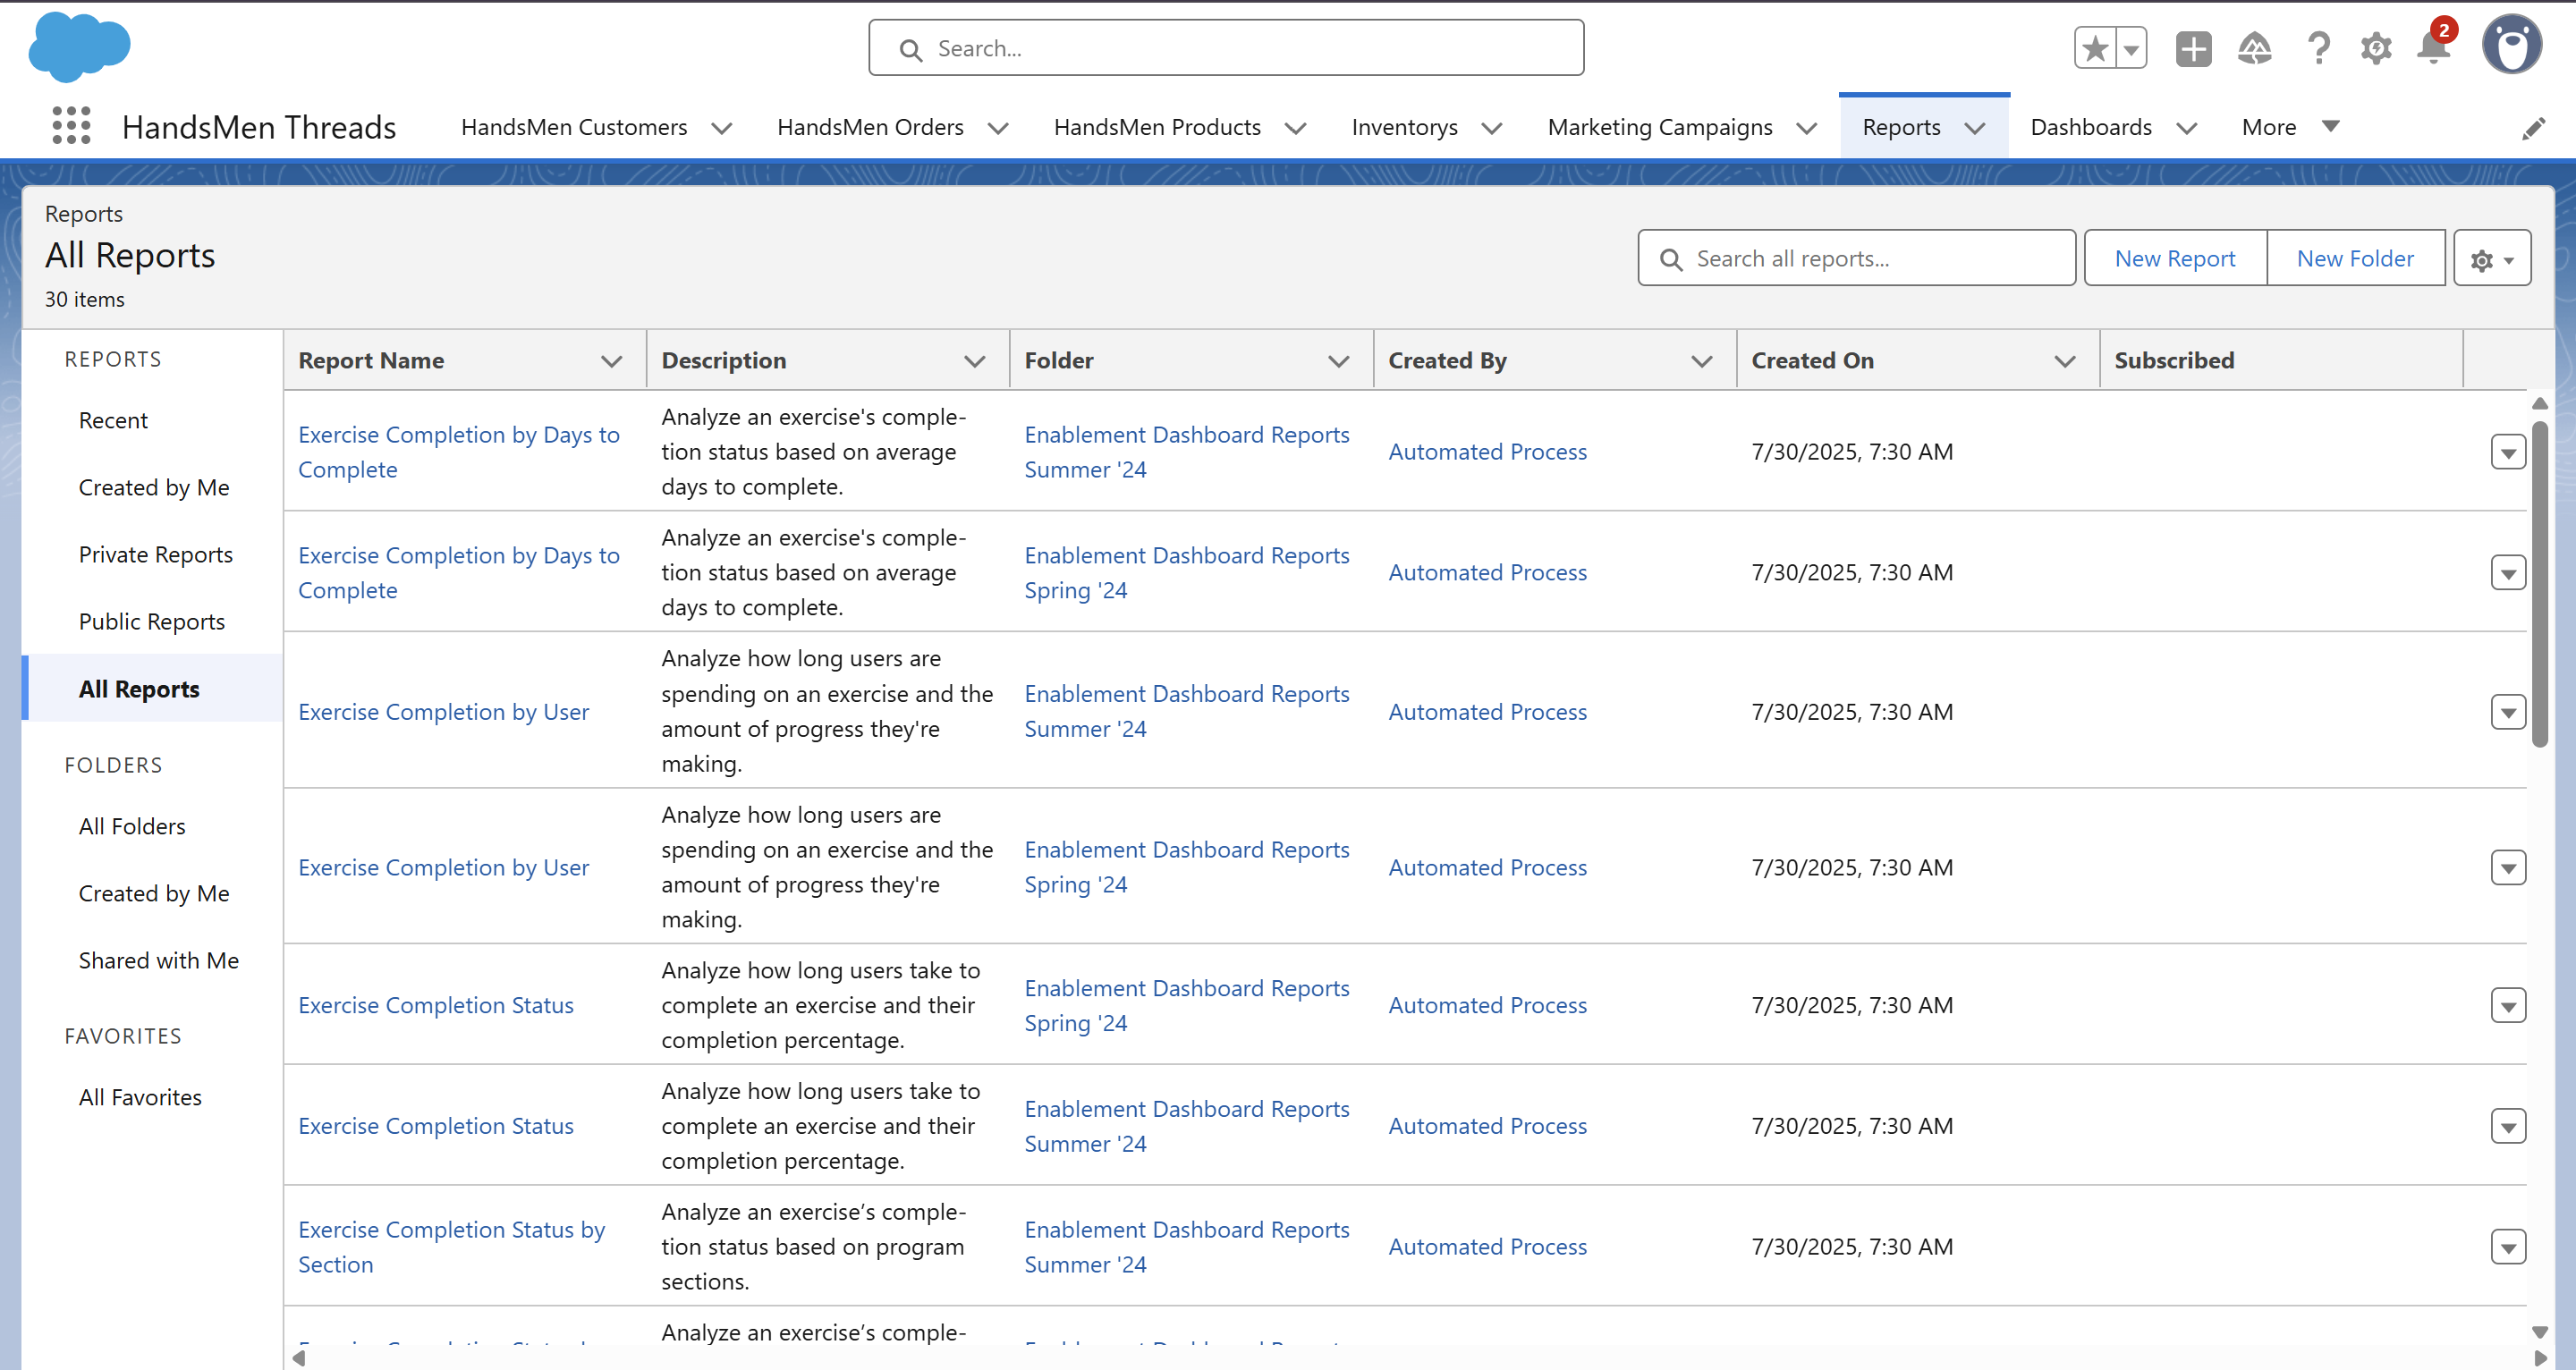 Search...
2
HandsMen Threads
HandsMen Customers
HandsMen Orders
HandsMen Products
Inventorys
Marketing Campaigns
Reports
Dashboards
More
Reports
All Reports
30 items
Search all reports...
New Report
New Folder
REPORTS
Recent
Created by Me
Private Reports
Public Reports
All Reports
FOLDERS
All Folders
Created by Me
Shared with Me
FAVORITES
All Favorites
Report Name
Description
Folder
Created By
Created On
Subscribed
Exercise Completion by Days to
Complete
Analyze an exercise's comple-
tion status based on average
days to complete.
Enablement Dashboard Reports
Summer '24
Automated Process
7/30/2025, 7:30 AM
Exercise Completion by Days to
Complete
Analyze an exercise's comple-
tion status based on average
days to complete.
Enablement Dashboard Reports
Spring '24
Automated Process
7/30/2025, 7:30 AM
Exercise Completion by User
Analyze how long users are
spending on an exercise and the
amount of progress they're
making.
Enablement Dashboard Reports
Summer '24
Automated Process
7/30/2025, 7:30 AM
Exercise Completion by User
Analyze how long users are
spending on an exercise and the
amount of progress they're
making.
Enablement Dashboard Reports
Spring '24
Automated Process
7/30/2025, 7:30 AM
Exercise Completion Status
Analyze how long users take to
complete an exercise and their
completion percentage.
Enablement Dashboard Reports
Spring '24
Automated Process
7/30/2025, 7:30 AM
Exercise Completion Status
Analyze how long users take to
complete an exercise and their
completion percentage.
Enablement Dashboard Reports
Summer '24
Automated Process
7/30/2025, 7:30 AM
Exercise Completion Status by
Section
Analyze an exercise’s comple-
tion status based on program
sections.
Enablement Dashboard Reports
Summer '24
Automated Process
7/30/2025, 7:30 AM
Analyze an exercise’s comple-